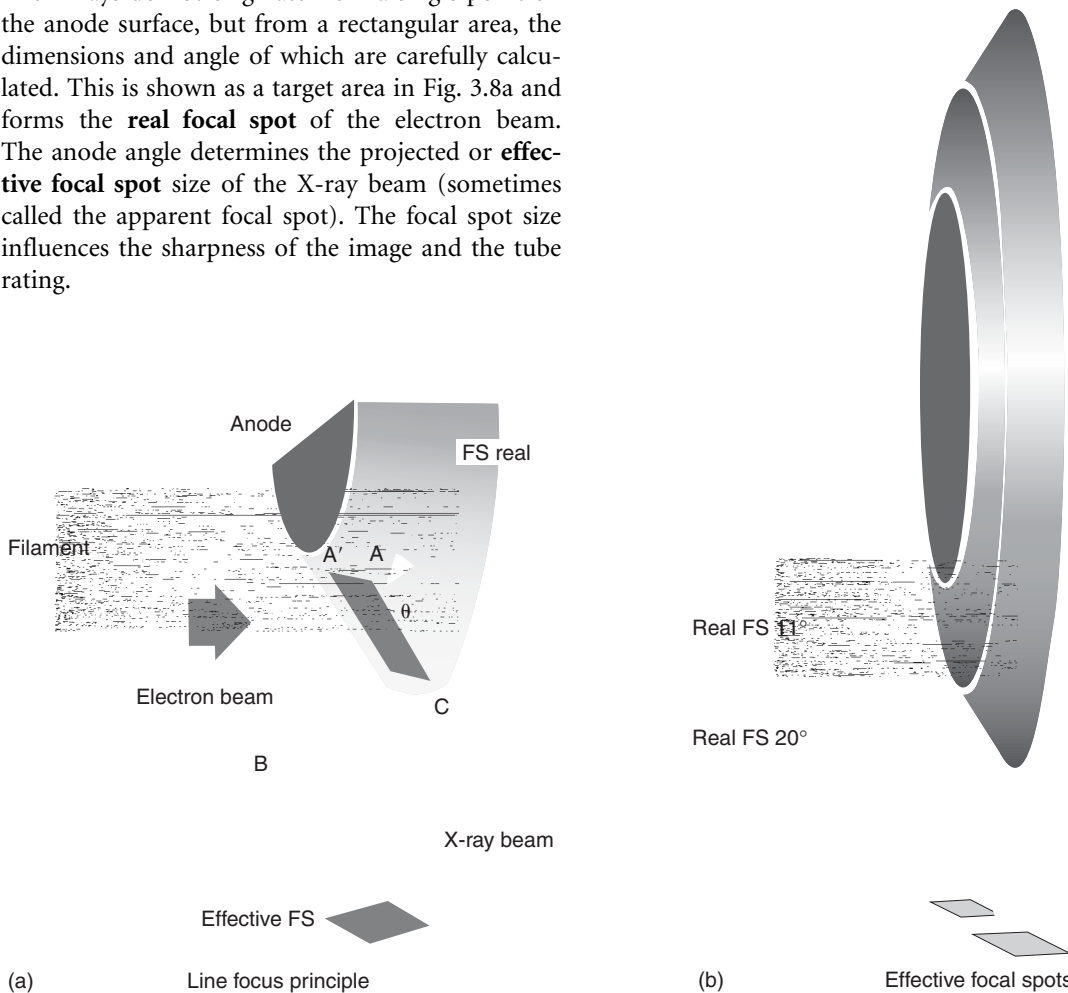 the anode surface, but from a rectangular area, the
dimensions and angle of which are carefully calcu-
lated. This is shown as a target area in Fig. 3.8a and
forms the real focal spot of the electron beam.
The anode angle determines the projected or effec-
tive focal spot size of the X-ray beam (sometimes
called the apparent focal spot). The focal spot size
influences the sharpness of the image and the tube
rating.
Anode
FS real
Filament
A′ A
θ
Electron beam
C
B
X-ray beam
Effective FS
(a) Line focus principle
Real FS 11°
Real FS 20°
(b) Effective focal spots